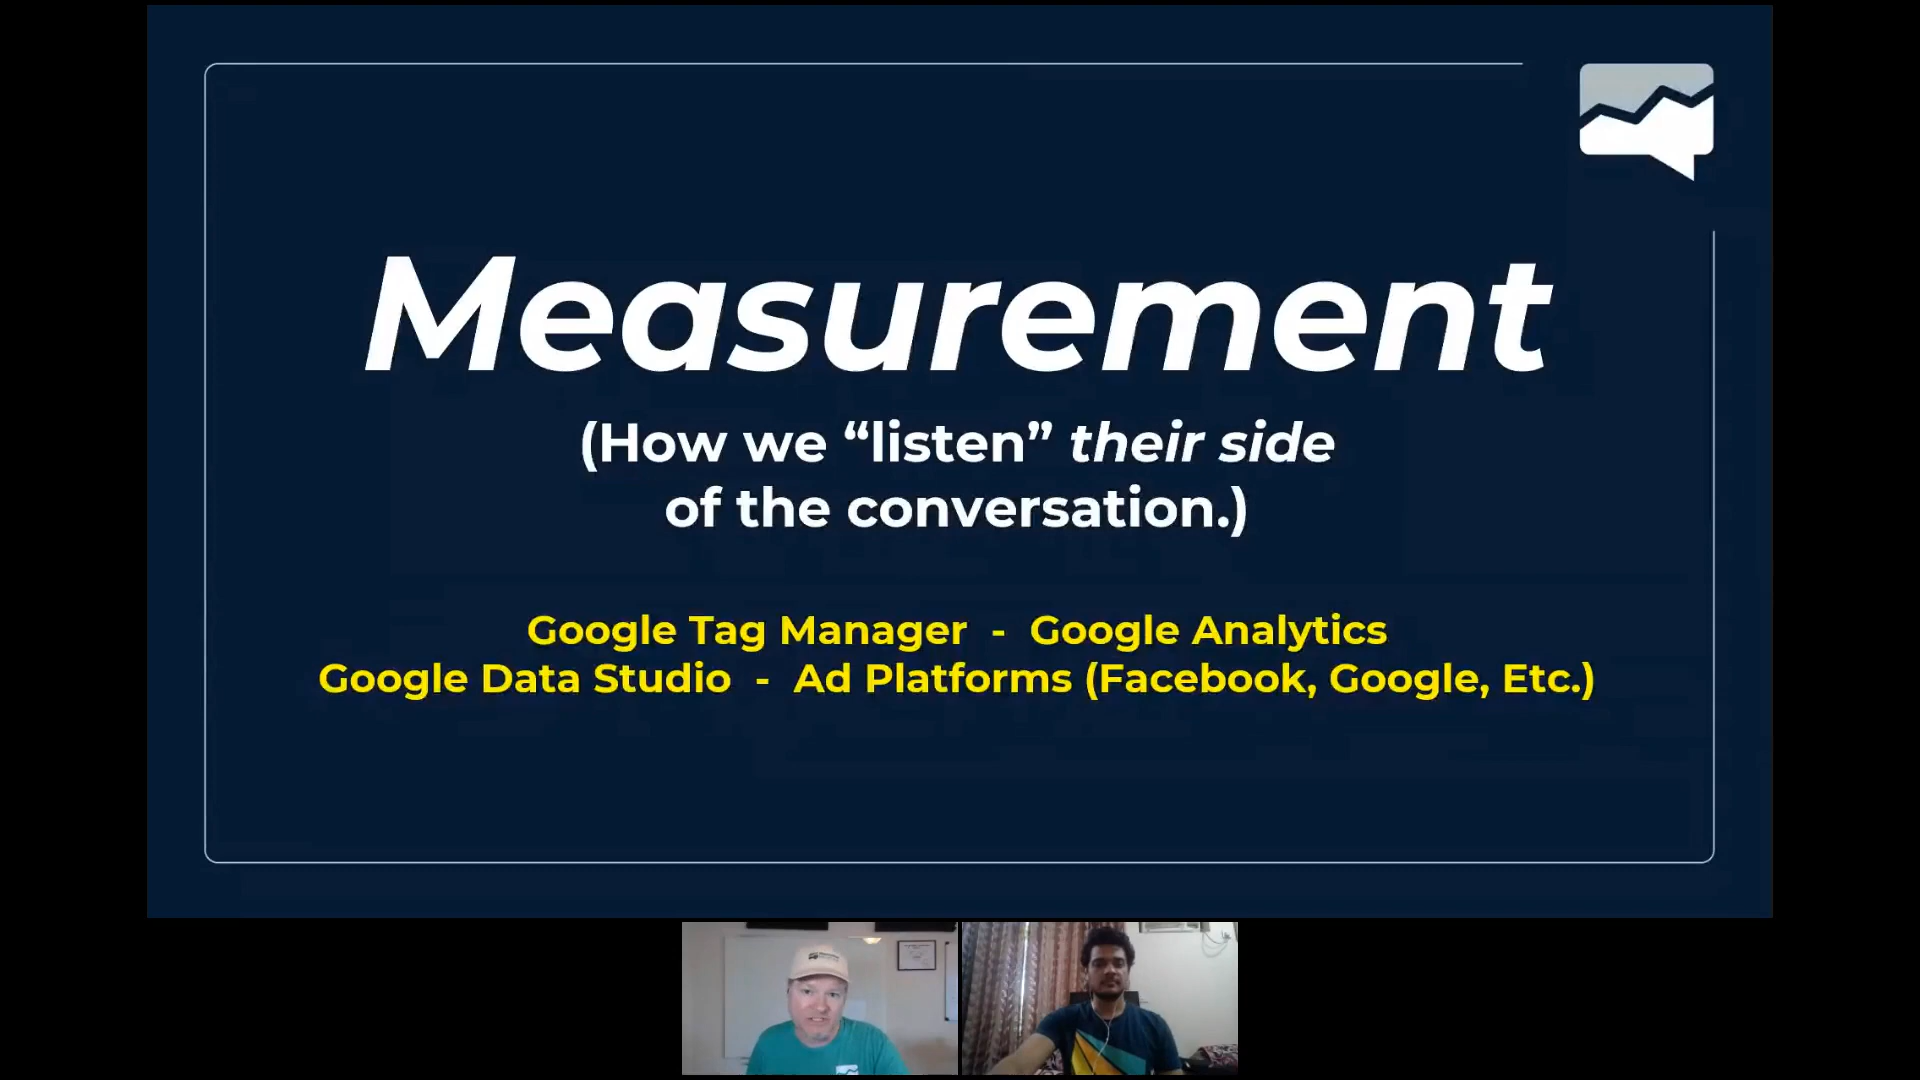 Measurement
(How we “listen” their side
of the conversation.)
Google Tag Manager - Google Analytics
Google Data Studio - Ad Platforms (Facebook, Google, Etc.)